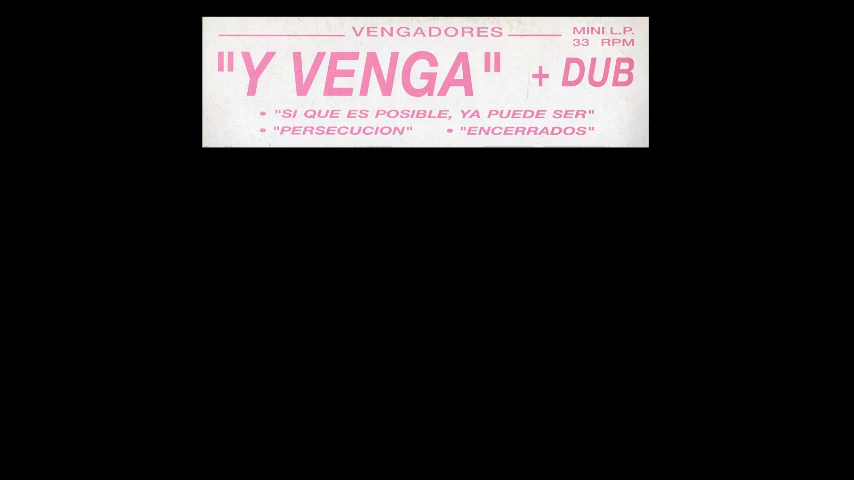 VENGADORES
MINI L.P.
33 RPM
"Y VENGA" + DUB
• "SI QUE ES POSIBLE, YA PUEDE SER"
• "PERSECUCION" • "ENCERRADOS"